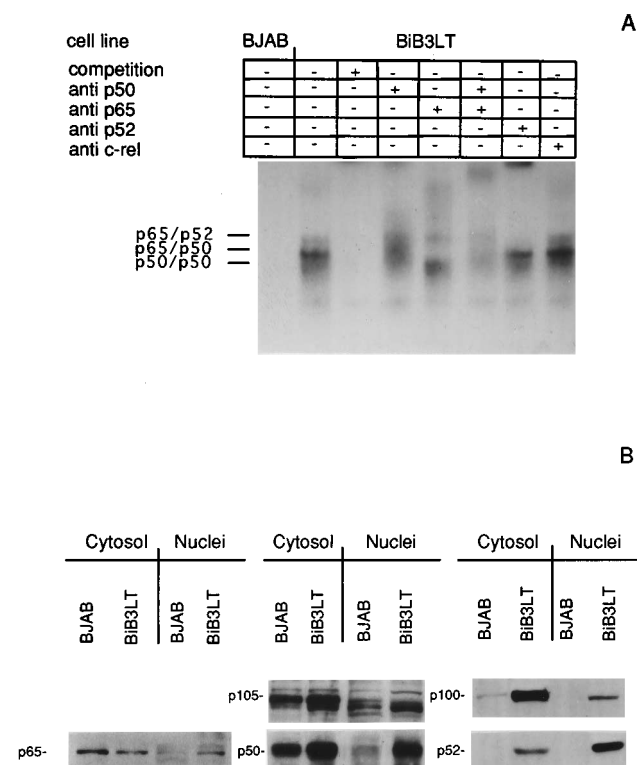 A
cell line BJAB BiB3LT
competition - - + - - - - -
anti p50 - - - + - + - -
anti p65 - - - - + + - -
anti p52 - - - - - - + -
anti c-rel - - - - - - - +
p65/p52
p65/p50
p50/p50
B
Cytosol Nuclei Cytosol Nuclei Cytosol Nuclei
BJAB BiB3LT BJAB BiB3LT BJAB BiB3LT BJAB BiB3LT BJAB BiB3LT BJAB BiB3LT
p105- p100-
p65- p50- p52-